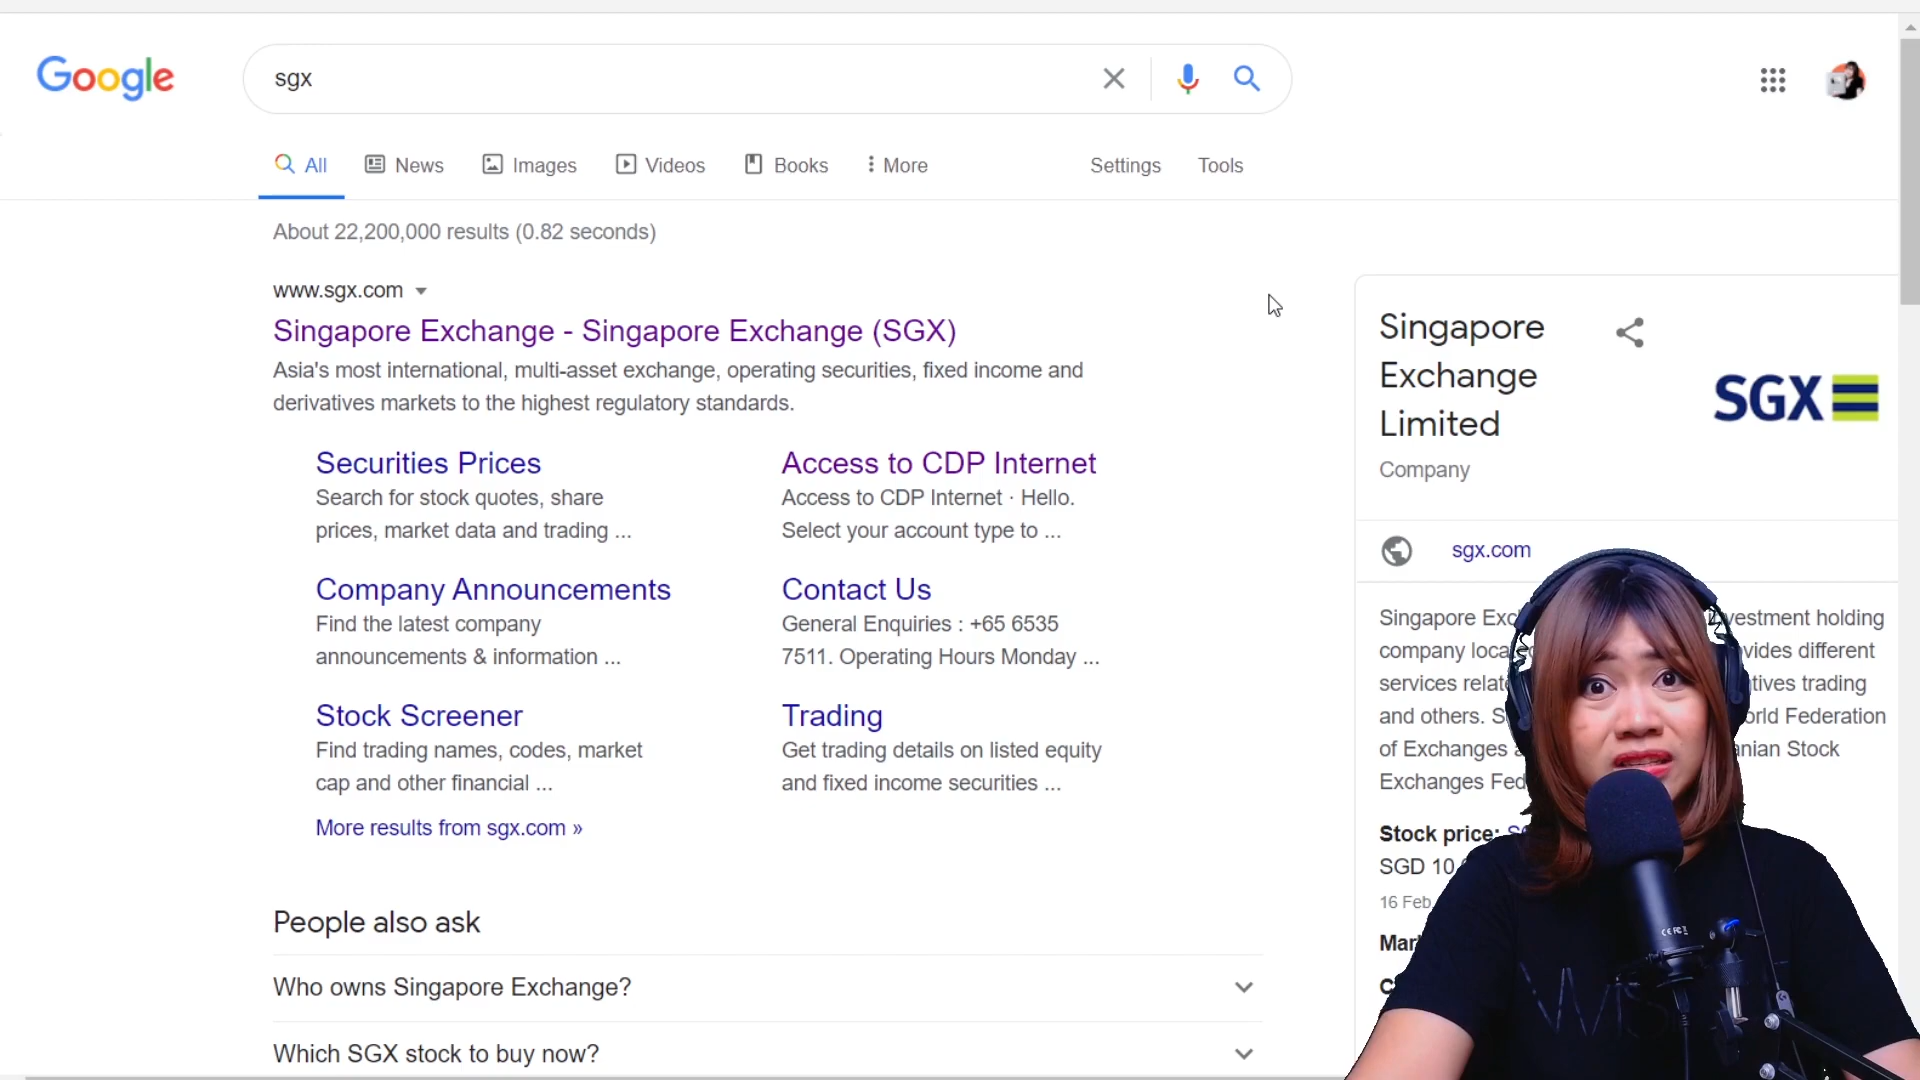 Google
sgx
All
News
Images
Videos
Books
More
Settings
Tools
About 22,200,000 results (0.82 seconds)
www.sgx.com
Singapore Exchange - Singapore Exchange (SGX)
Asia's most international, multi-asset exchange, operating securities, fixed income and
derivatives markets to the highest regulatory standards.
Securities Prices
Search for stock quotes, share
prices, market data and trading ...
Access to CDP Internet
Access to CDP Internet · Hello.
Select your account type to ...
Company Announcements
Find the latest company
announcements & information ...
Contact Us
General Enquiries : +65 6535
7511. Operating Hours Monday ...
Stock Screener
Find trading names, codes, market
cap and other financial ...
Trading
Get trading details on listed equity
and fixed income securities ...
More results from sgx.com »
People also ask
Who owns Singapore Exchange?
Which SGX stock to buy now?
Singapore
Exchange
Limited
SGX
Company
sgx.com
Singapore holding
company different
services trading
and others. Federation
of Exchanges Stock
Exchanges
Stock price:
SGD
16 Feb.